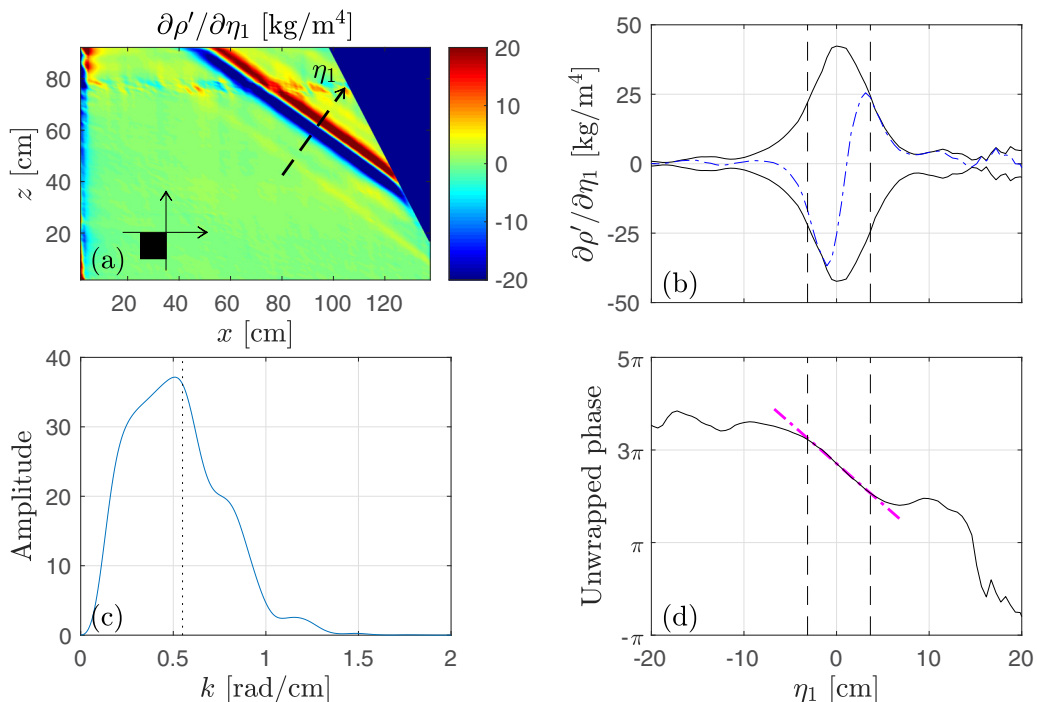 ∂ρ′/∂η₁ [kg/m⁴]
η₁
80
60
40
20
z [cm]
(a)
20 40 60 80 100 120
x [cm]
20
10
0
-10
-20
50
25
0
-25
-50
∂ρ′/∂η₁ [kg/m⁴]
(b)
40
30
20
10
0
Amplitude
(c)
0 0.5 1 1.5 2
k [rad/cm]
5π
3π
π
-π
Unwrapped phase
(d)
-20 -10 0 10 20
η₁ [cm]